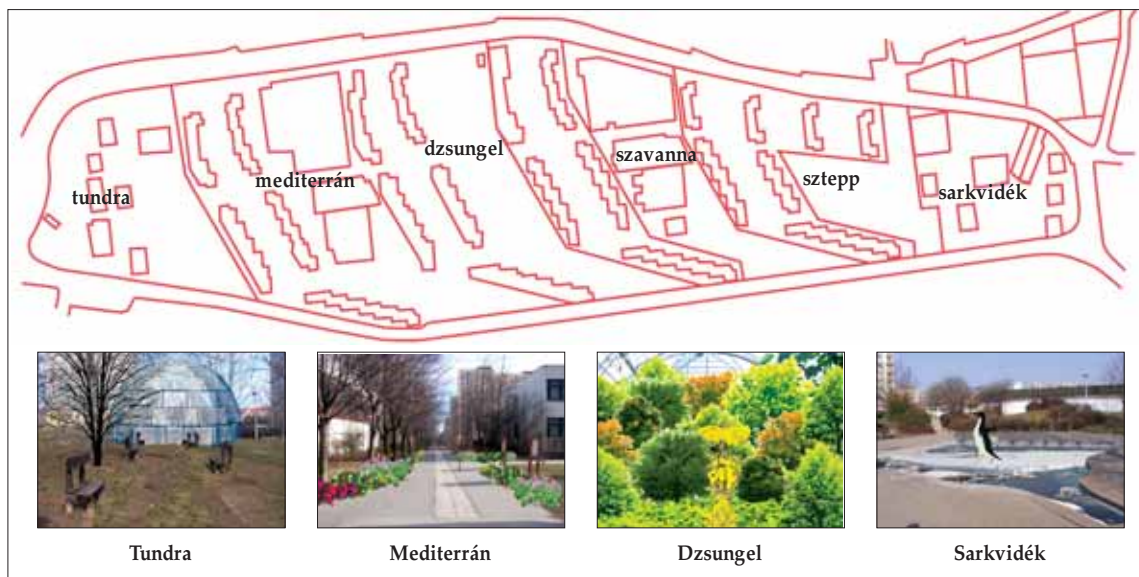 dzsungel
szavanna
mediterrán
sztepp
tundra
sarkvidék
Tundra
Mediterrán
Dzsungel
Sarkvidék